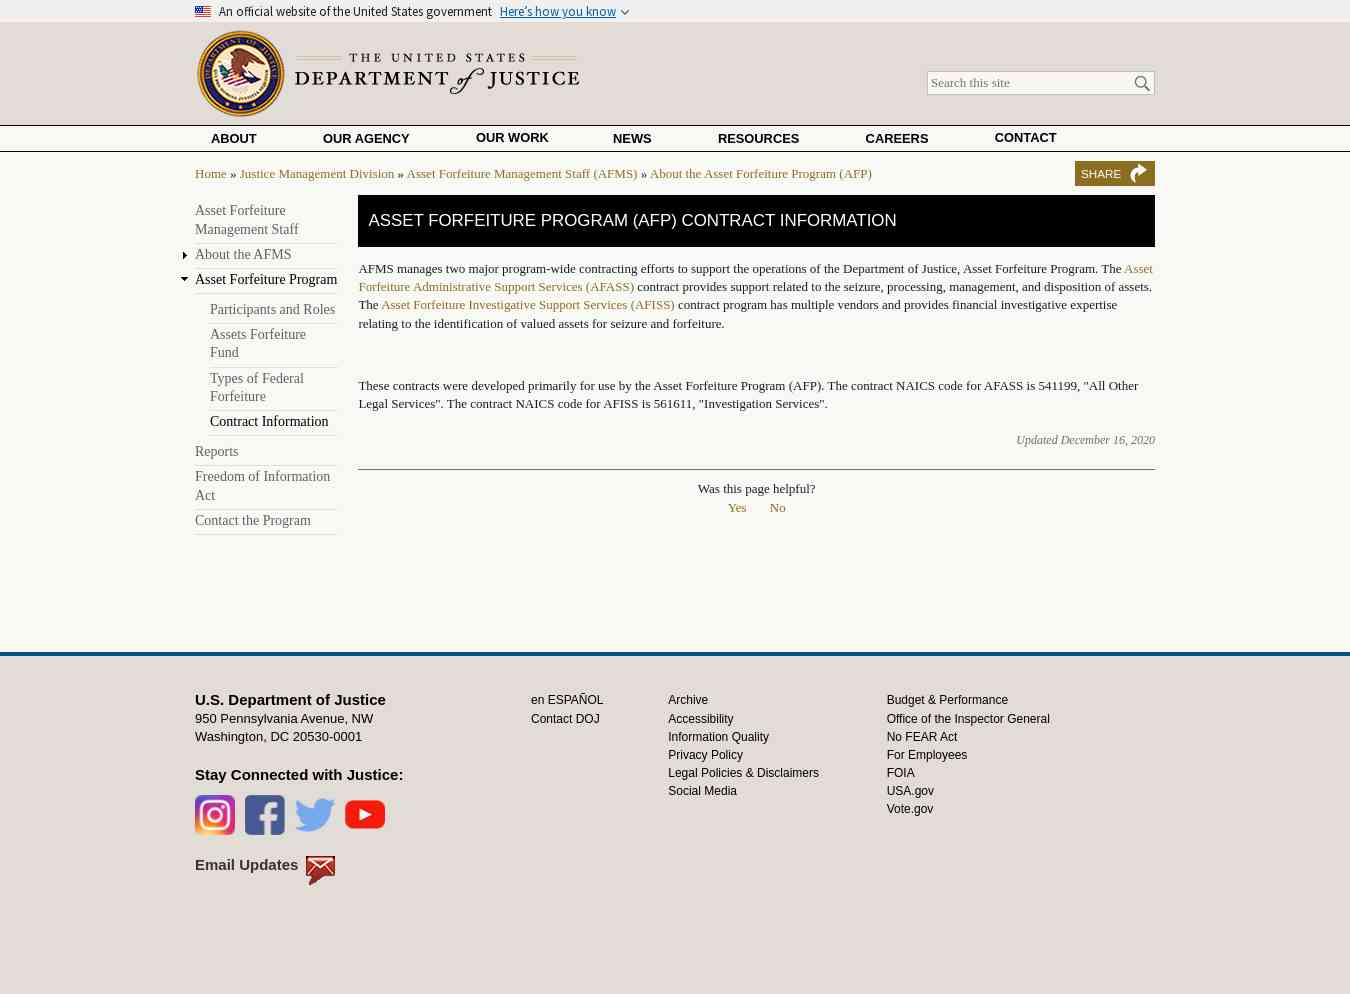 An official website of the United States government Here's how you know
DEPARTMENT OF JUSTICE
THE UNITED STATES
DEPARTMENT of JUSTICE
Search this site
ABOUT OUR AGENCY OUR WORK NEWS RESOURCES CAREERS CONTACT
Home » Justice Management Division » Asset Forfeiture Management Staff (AFMS) » About the Asset Forfeiture Program (AFP)
SHARE
Asset Forfeiture
Management Staff
About the AFMS
Asset Forfeiture Program
Participants and Roles
Assets Forfeiture
Fund
Types of Federal
Forfeiture
Contract Information
Reports
Freedom of Information
Act
Contact the Program
ASSET FORFEITURE PROGRAM (AFP) CONTRACT INFORMATION
AFMS manages two major program-wide contracting efforts to support the operations of the Department of Justice, Asset Forfeiture Program. The Asset
Forfeiture Administrative Support Services (AFASS) contract provides support related to the seizure, processing, management, and disposition of assets.
The Asset Forfeiture Investigative Support Services (AFISS) contract program has multiple vendors and provides financial investigative expertise
relating to the identification of valued assets for seizure and forfeiture.
These contracts were developed primarily for use by the Asset Forfeiture Program (AFP). The contract NAICS code for AFASS is 541199, "All Other
Legal Services". The contract NAICS code for AFISS is 561611, "Investigation Services".
Updated December 16, 2020
Was this page helpful?
Yes No
U.S. Department of Justice
950 Pennsylvania Avenue, NW
Washington, DC 20530-0001
Stay Connected with Justice:
Email Updates
en ESPAÑOL
Contact DOJ
Archive
Accessibility
Information Quality
Privacy Policy
Legal Policies & Disclaimers
Social Media
Budget & Performance
Office of the Inspector General
No FEAR Act
For Employees
FOIA
USA.gov
Vote.gov